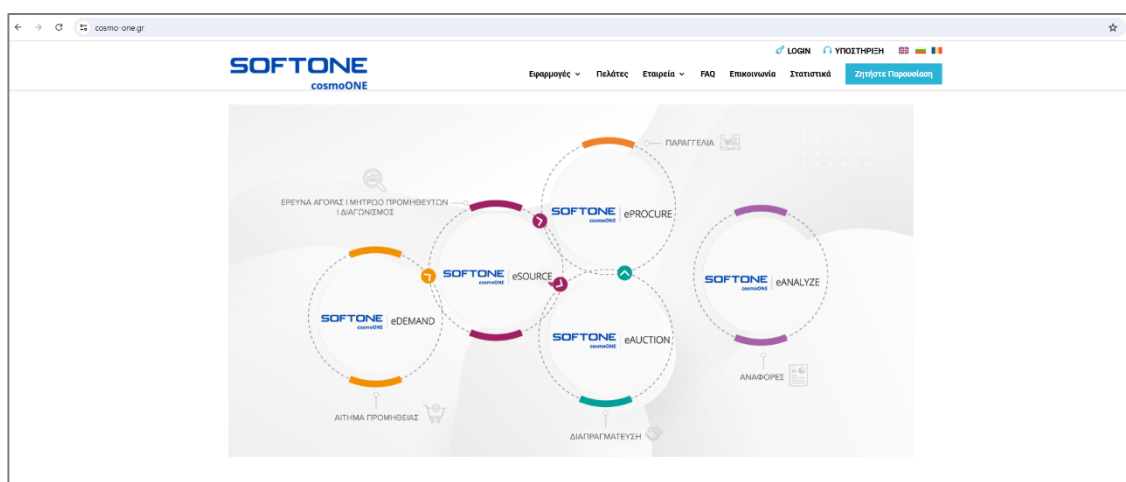 cosmo-one.gr
LOGIN ΥΠΟΣΤΗΡΙΞΗ
SOFTONE
cosmoONE
Εφαρμογές Πελάτες Εταιρεία FAQ Επικοινωνία Στατιστικά Ζητήστε Παρουσίαση
ΠΑΡΑΓΓΕΛΙΑ
ΕΡΕΥΝΑ ΑΓΟΡΑΣ Ι ΜΗΤΡΩΟ ΠΡΟΜΗΘΕΥΤΩΝ
Ι ΔΙΑΓΩΝΙΣΜΟΣ
SOFTONE cosmoONE ePROCURE
SOFTONE cosmoONE eSOURCE
SOFTONE cosmoONE eANALYZE
SOFTONE cosmoONE eDEMAND
SOFTONE cosmoONE eAUCTION
ΑΝΑΦΟΡΕΣ
ΑΙΤΗΜΑ ΠΡΟΜΗΘΕΙΑΣ
ΔΙΑΠΡΑΓΜΑΤΕΥΣΗ